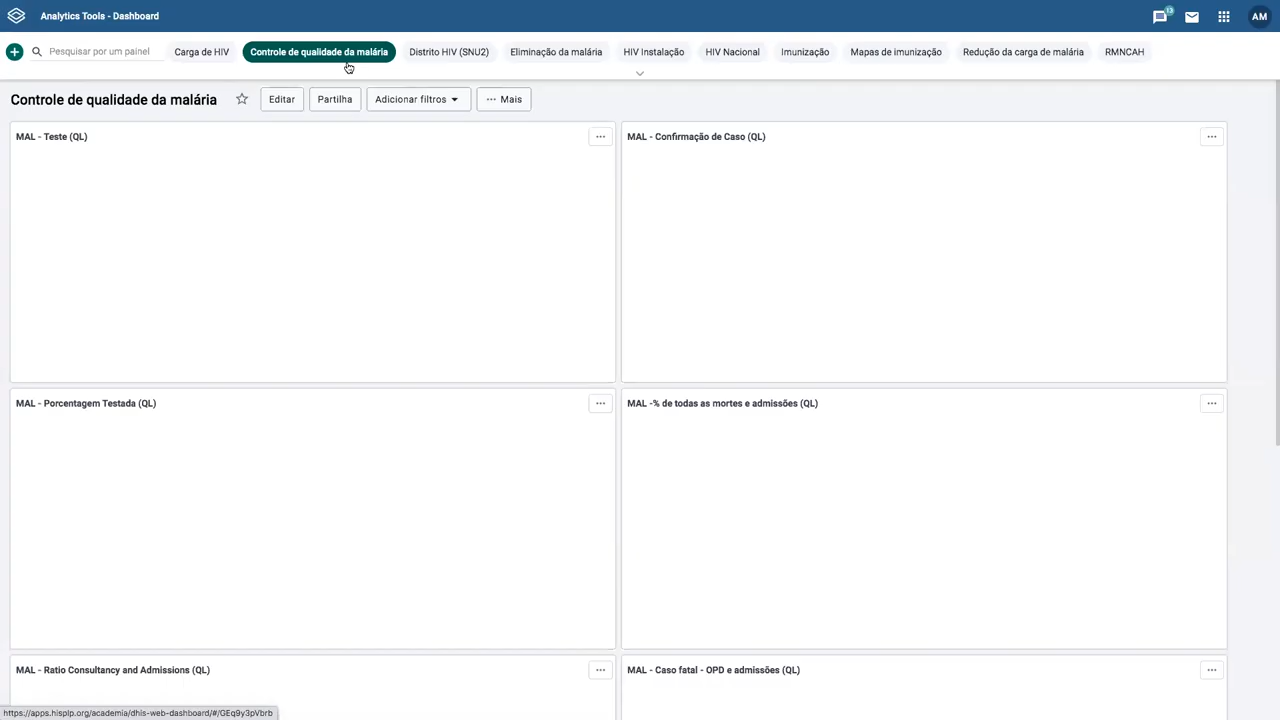 Analytics Tools - Dashboard
13
AM
Pesquisar por um painel
Carga de HIV
Controle de qualidade da malária
Distrito HIV (SNU2)
Eliminação da malária
HIV Instalação
HIV Nacional
Imunização
Mapas de imunização
Redução da carga de malária
RMNCAH
Controle de qualidade da malária
Editar
Partilha
Adicionar filtros
Mais
MAL - Teste (QL)
MAL - Confirmação de Caso (QL)
MAL - Porcentagem Testada (QL)
MAL -% de todas as mortes e admissões (QL)
MAL - Ratio Consultancy and Admissions (QL)
MAL - Caso fatal - OPD e admissões (QL)
https://apps.hisplp.org/academia/dhis-web-dashboard/#/GEq9y3pVbrb